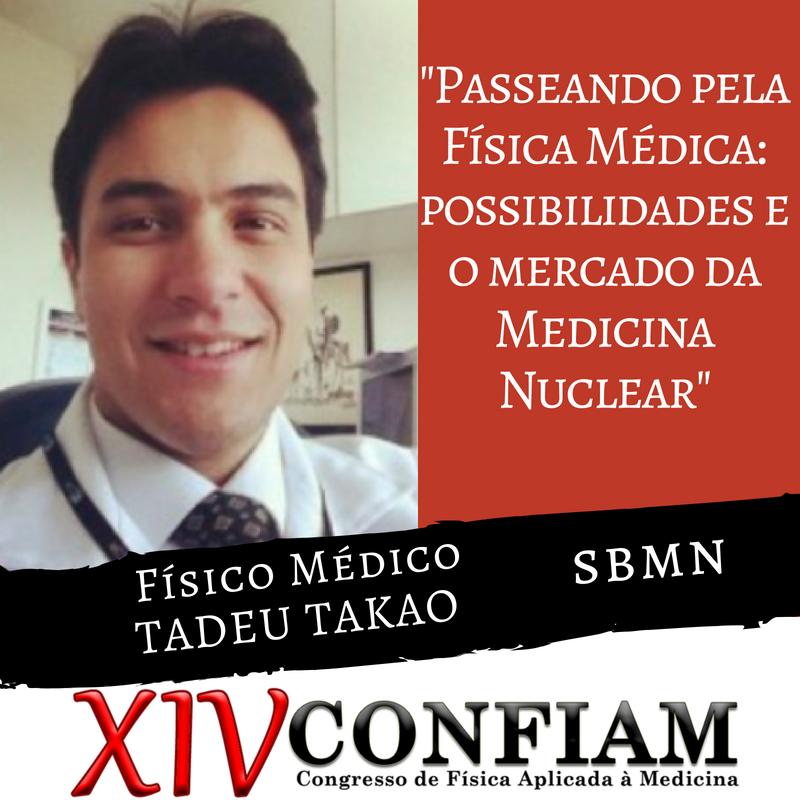 "Passeando pela
Física Médica:
possibilidades e
o mercado da
Medicina
Nuclear"
Físico Médico
TADEU TAKAO
SBMN
XIV CONFIAM
Congresso de Física Aplicada à Medicina